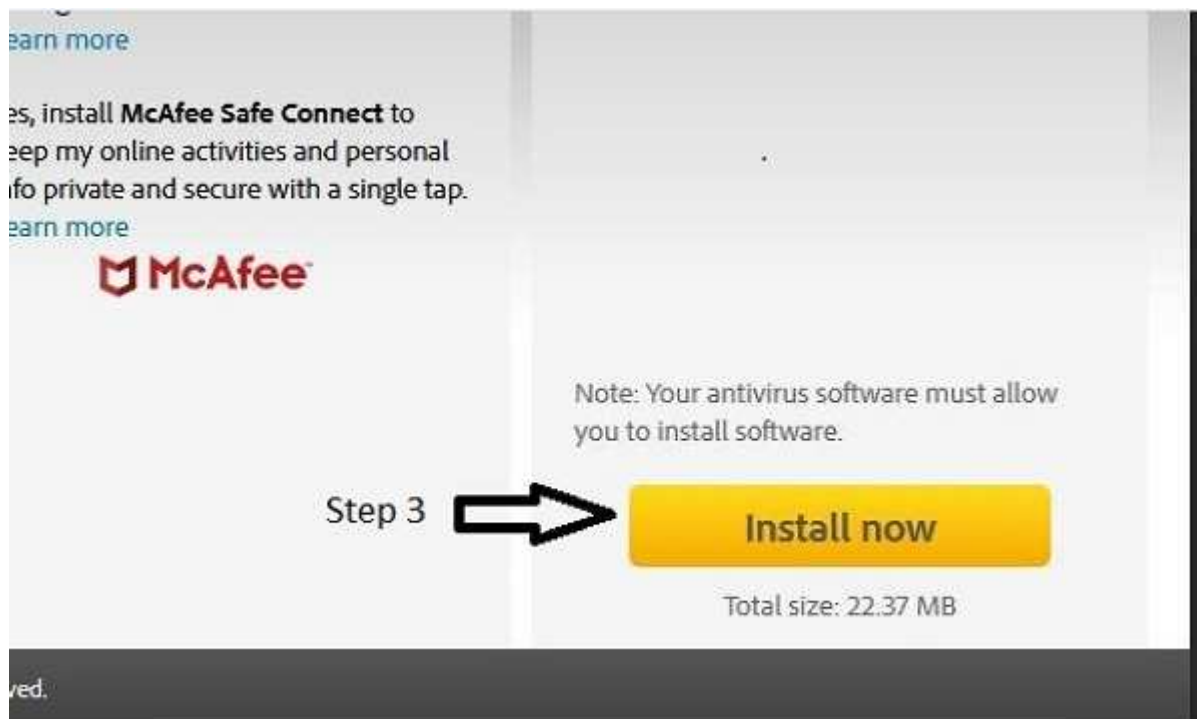 earn more
es, install McAfee Safe Connect to
eep my online activities and personal
nfo private and secure with a single tap.
earn more
McAfee
Note: Your antivirus software must allow
you to install software.
Step 3
Install now
Total size: 22.37 MB
ved.